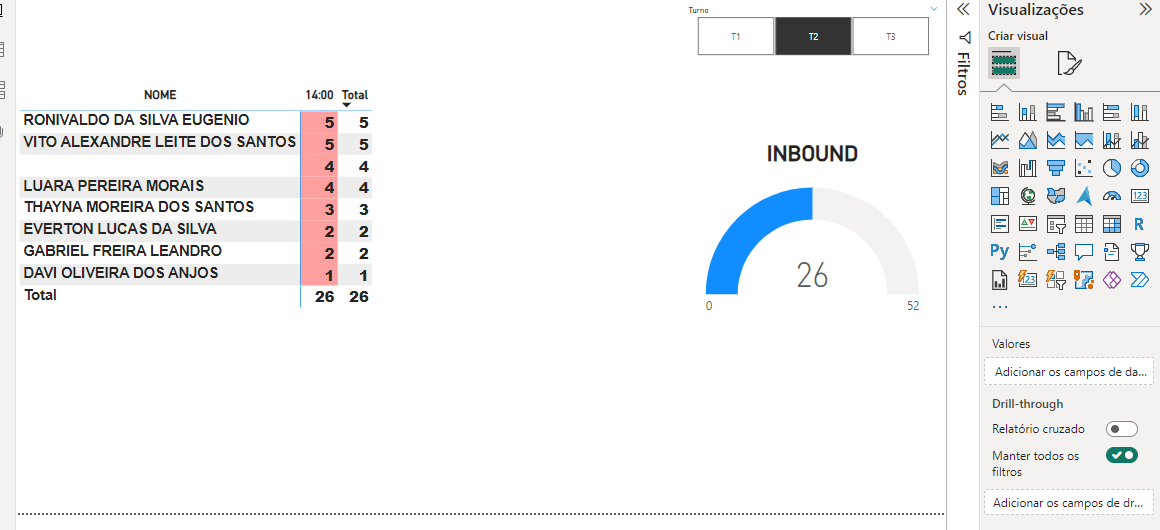 Turno
T1 T2 T3
NOME 14:00 Total
RONIVALDO DA SILVA EUGENIO 5 5
VITO ALEXANDRE LEITE DOS SANTOS 5 5
4 4
LUARA PEREIRA MORAIS 4 4
THAYNA MOREIRA DOS SANTOS 3 3
EVERTON LUCAS DA SILVA 2 2
GABRIEL FREIRA LEANDRO 2 2
DAVI OLIVEIRA DOS ANJOS 1 1
Total 26 26
INBOUND
26
0 52
Filtros
Visualizações
Criar visual
123
R
Py
123
...
Valores
Adicionar os campos de da...
Drill-through
Relatório cruzado
Manter todos os
filtros
Adicionar os campos de dr...